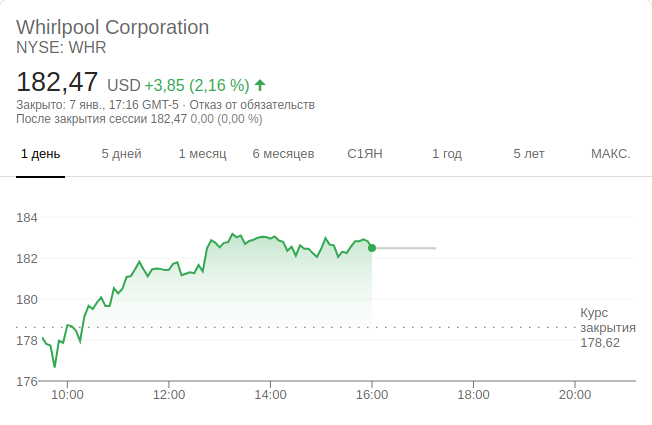 Whirlpool Corporation
NYSE: WHR
182,47 USD +3,85 (2,16 %)
Закрыто: 7 янв., 17:16 GMT-5 · Отказ от обязательств
После закрытия сессии 182,47 0,00 (0,00 %)
1 день 5 дней 1 месяц 6 месяцев С1ЯН 1 год 5 лет МАКС.
184
182
180
178
176
Курс
закрытия
178,62
10:00 12:00 14:00 16:00 18:00 20:00